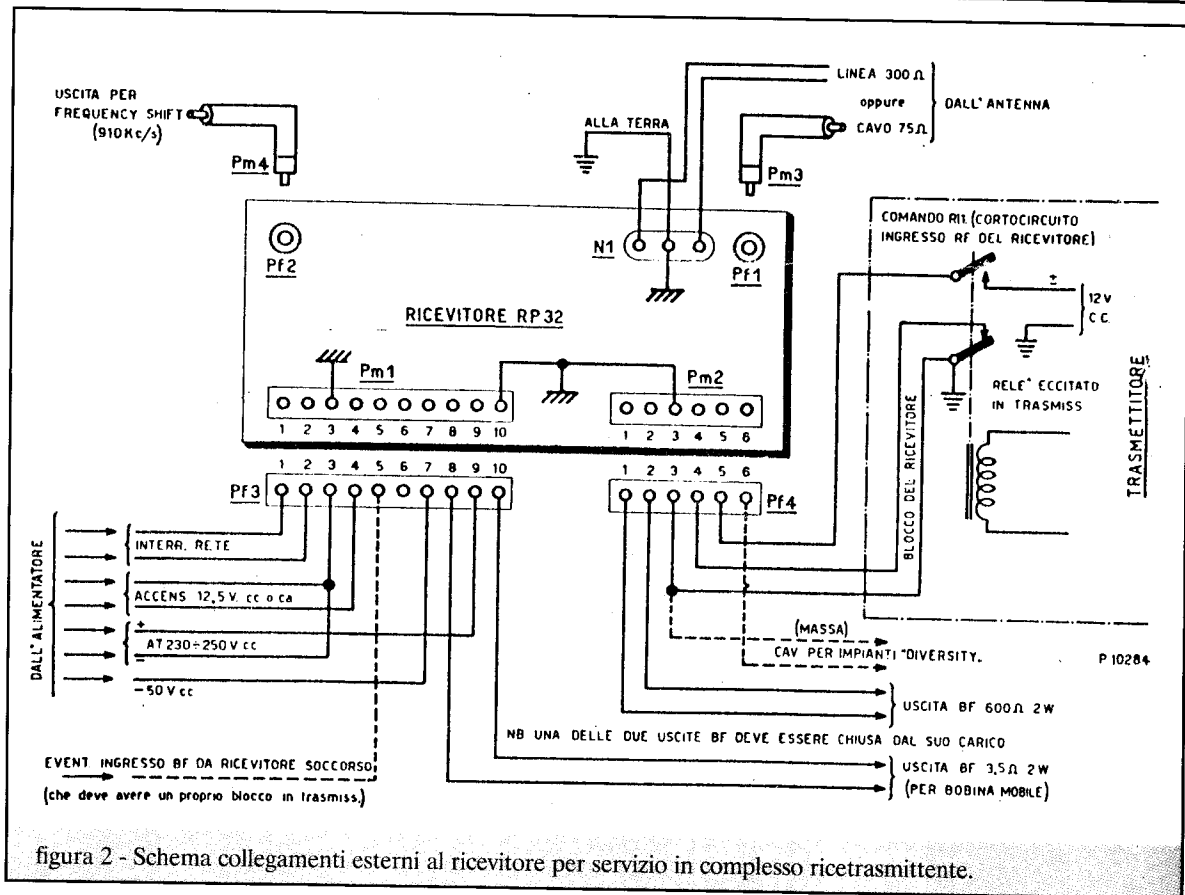 USCITA PER
FREQUENCY SHIFT
(910Kc/s)
Pm4
ALLA TERRA
LINEA 300Ω
oppure
CAVO 75Ω
DALL'ANTENNA
Pm3
Pf2
N1
Pf1
RICEVITORE RP32
Pm1
Pm2
1 2 3 4 5 6 7 8 9 10
1 2 3 4 5 6
COMANDO R11. (CORTOCIRCUITO
INGRESSO RF DEL RICEVITORE)
±
12V
C.C.
RELE' ECCITATO
IN TRASMISS
BLOCCO DEL RICEVITORE
TRASMETTITORE
1 2 3 4 5 6 7 8 9 10
Pf3
1 2 3 4 5 6
Pf4
DALL'ALIMENTATORE
INTERR. RETE
ACCENS 12,5 V. cc o ca
+
AT 230÷250 V cc
-
-50 V cc
(MASSA)
CAV PER IMPIANTI "DIVERSITY„
P 10284
USCITA BF 600Ω 2W
NB UNA DELLE DUE USCITE BF DEVE ESSERE CHIUSA DAL SUO CARICO
EVENT. INGRESSO BF DA RICEVITORE SOCCORSO
(che deve avere un proprio blocco in trasmiss.)
USCITA BF 3,5Ω 2W
(PER BOBINA MOBILE)
figura 2 - Schema collegamenti esterni al ricevitore per servizio in complesso ricetrasmittente.